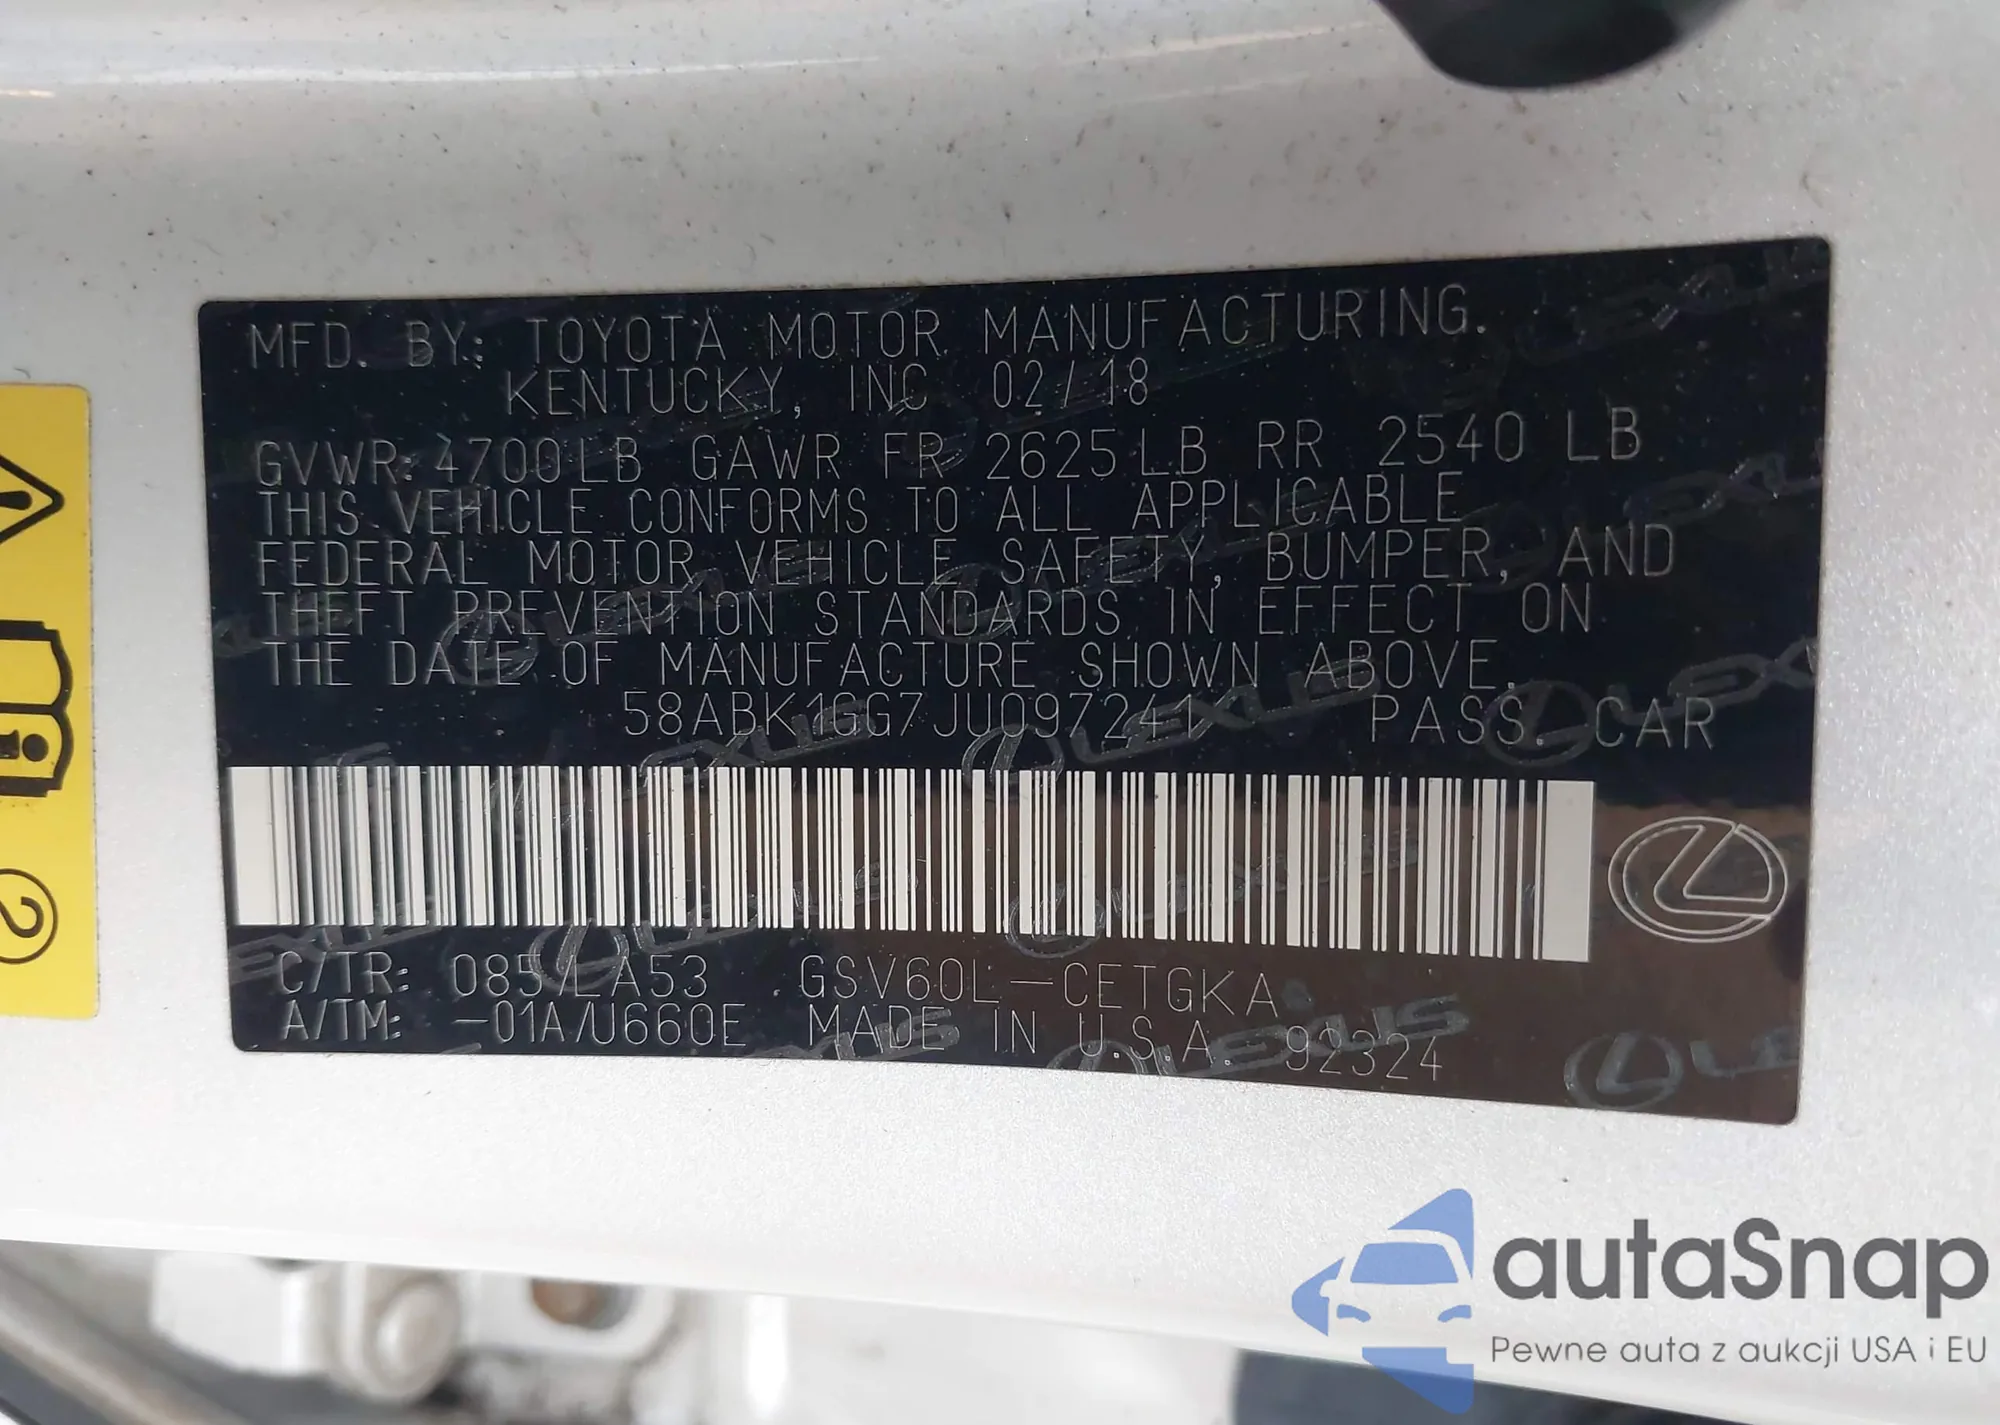 MFD. BY: TOYOTA MOTOR MANUFACTURING.
KENTUCKY, INC 02/18
GVWR: 4700LB GAWR FR 2625LB RR 2540 LB
THIS VEHICLE CONFORMS TO ALL APPLICABLE
FEDERAL MOTOR VEHICLE SAFETY, BUMPER, AND
THEFT PREVENTION STANDARDS IN EFFECT ON
THE DATE OF MANUFACTURE SHOWN ABOVE.
58ABK1GG7JU097241 PASS. CAR
C/TR: 085/LA53 GSV60L-CETGKA
A/TM: -01A/U660E MADE IN U.S.A. 92324
2
LEXUS
autaSnap
Pewne auta z aukcji USA i EU